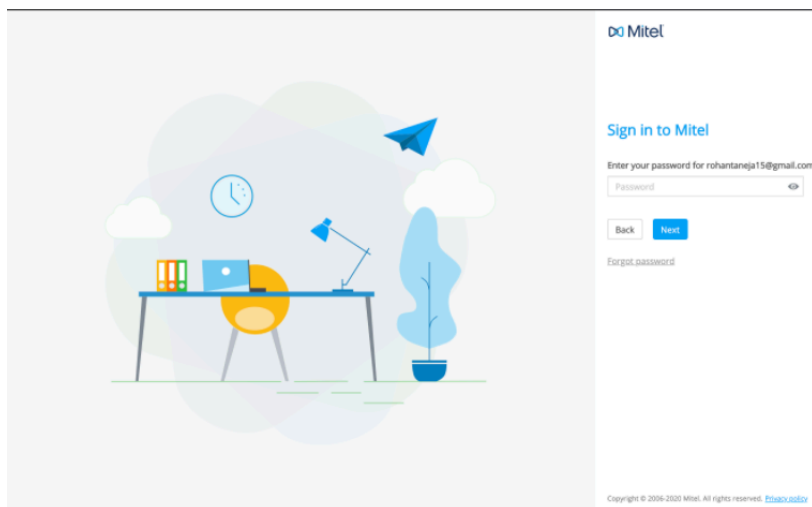 Mitel
Sign in to Mitel
Enter your password for rohantaneja15@gmail.com
Password
Back Next
Forgot password
Copyright © 2006-2020 Mitel. All rights reserved. Privacy policy